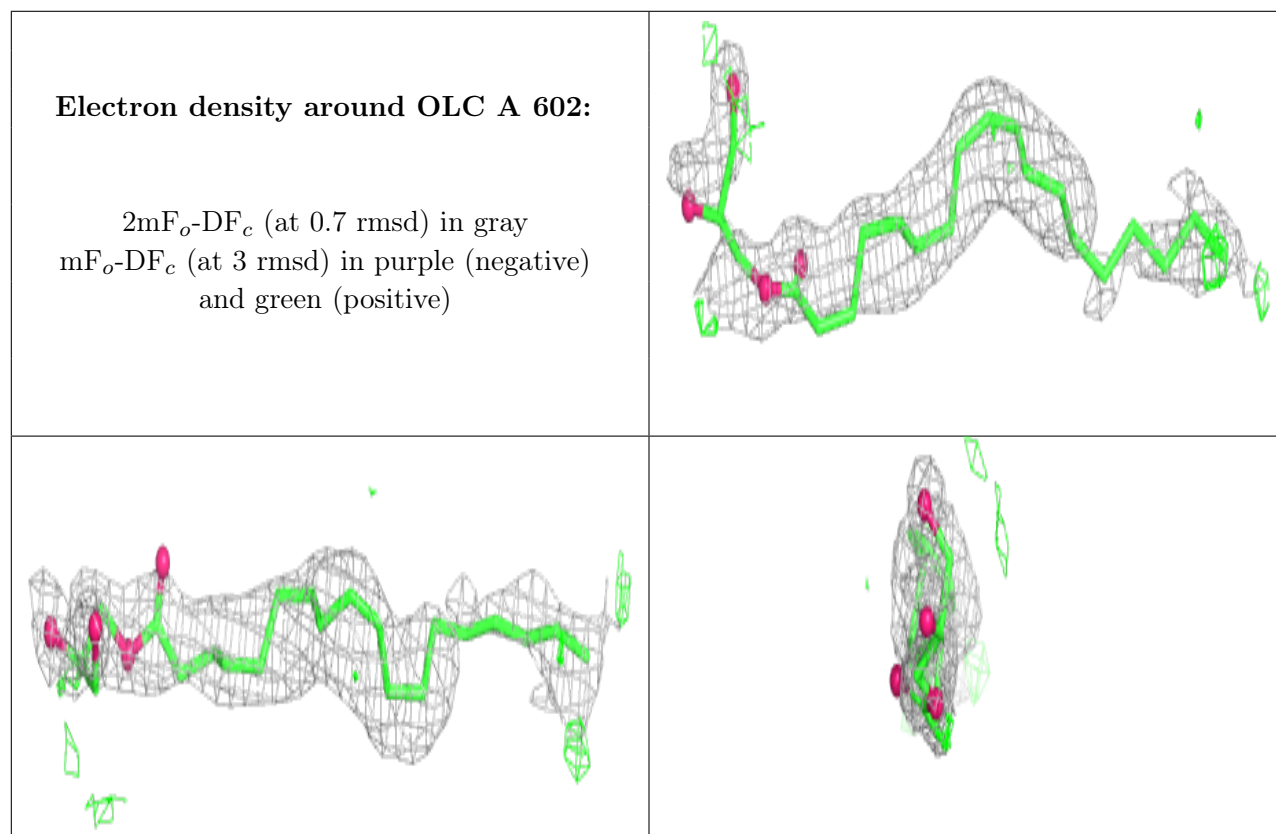 Electron density around OLC A 602:
2mFo-DFc (at 0.7 rmsd) in gray
mFo-DFc (at 3 rmsd) in purple (negative)
and green (positive)